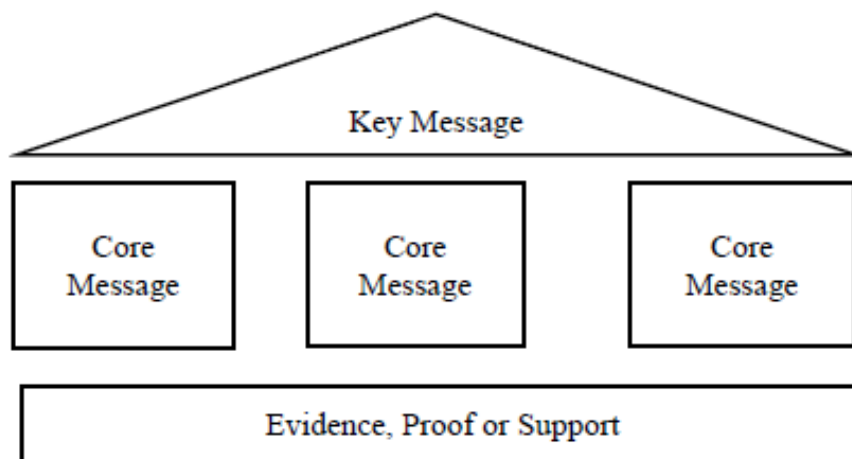 Key Message
Core
Message
Core
Message
Core
Message
Evidence, Proof or Support